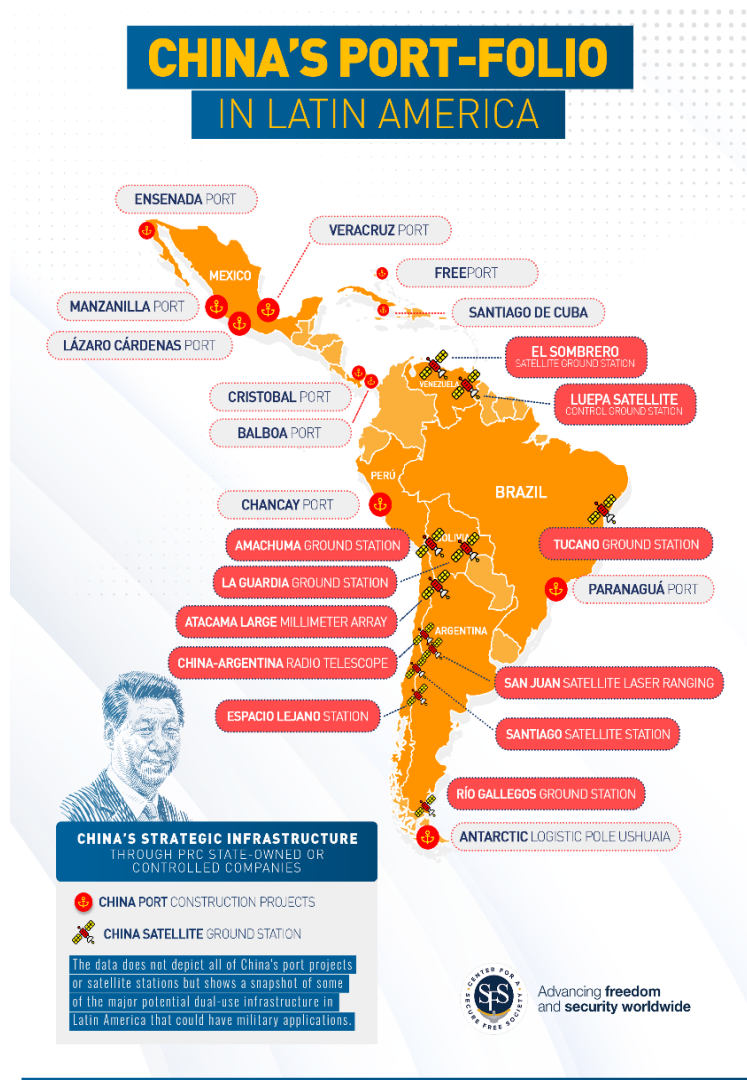 CHINA'S PORT-FOLIO
IN LATIN AMERICA
ENSENADA PORT
VERACRUZ PORT
MEXICO
FREEPORT
MANZANILLA PORT
SANTIAGO DE CUBA
LÁZARO CÁRDENAS PORT
EL SOMBRERO
SATELLITE GROUND STATION
VENEZUELA
CRISTOBAL PORT
LUEPA SATELLITE
CONTROL GROUND STATION
BALBOA PORT
PERÚ
BRAZIL
CHANCAY PORT
BOLIVIA
AMACHUMA GROUND STATION
TUCANO GROUND STATION
LA GUARDIA GROUND STATION
PARANAGUÁ PORT
ATACAMA LARGE MILLIMETER ARRAY
ARGENTINA
CHINA-ARGENTINA RADIO TELESCOPE
SAN JUAN SATELLITE LASER RANGING
ESPACIO LEJANO STATION
SANTIAGO SATELLITE STATION
RÍO GALLEGOS GROUND STATION
ANTARCTIC LOGISTIC POLE USHUAIA
CHINA'S STRATEGIC INFRASTRUCTURE
THROUGH PRC STATE-OWNED OR
CONTROLLED COMPANIES
CHINA PORT CONSTRUCTION PROJECTS
CHINA SATELLITE GROUND STATION
The data does not depict all of China's port projects
or satellite stations but shows a snapshot of some
of the major potential dual-use infrastructure in
Latin America that could have military applications.
CENTER FOR A
SECURE FREE SOCIETY
SFS
Advancing freedom
and security worldwide